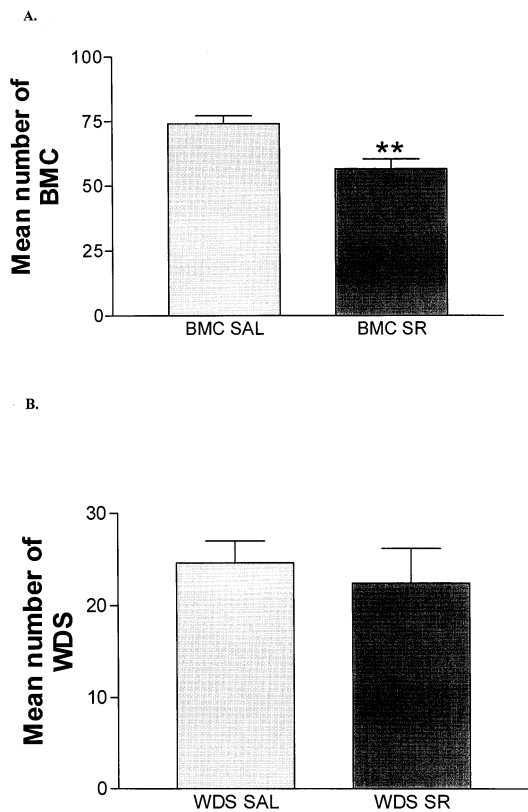 A.
100
75
50
25
0
Mean number of
BMC
**
BMC SAL
BMC SR
B.
30
20
10
0
Mean number of
WDS
WDS SAL
WDS SR